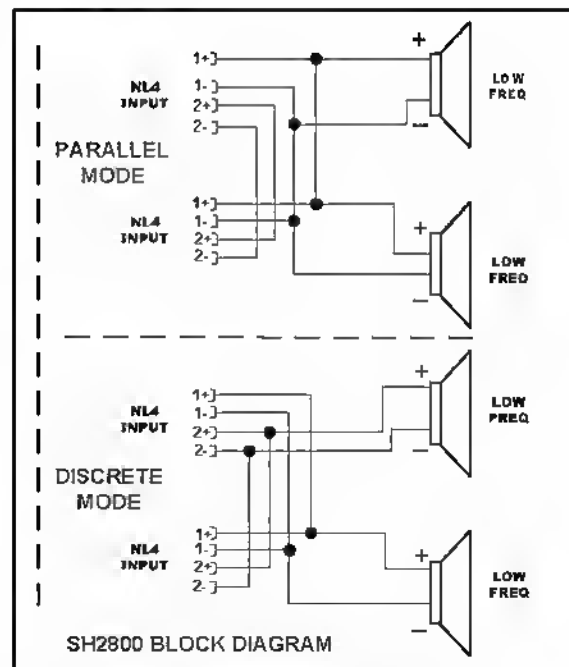 1+
+
1-
NL4
INPUT
2+
2-
LOW
FREQ
−
PARALLEL
MODE
1+
NL4
INPUT
1-
2+
2-
+
LOW
FREQ
−
+
1+
NL4
INPUT
1-
2+
2-
LOW
FREQ
−
DISCRETE
MODE
1+
NL4
INPUT
1-
2+
2-
+
LOW
FREQ
−
SH2800 BLOCK DIAGRAM